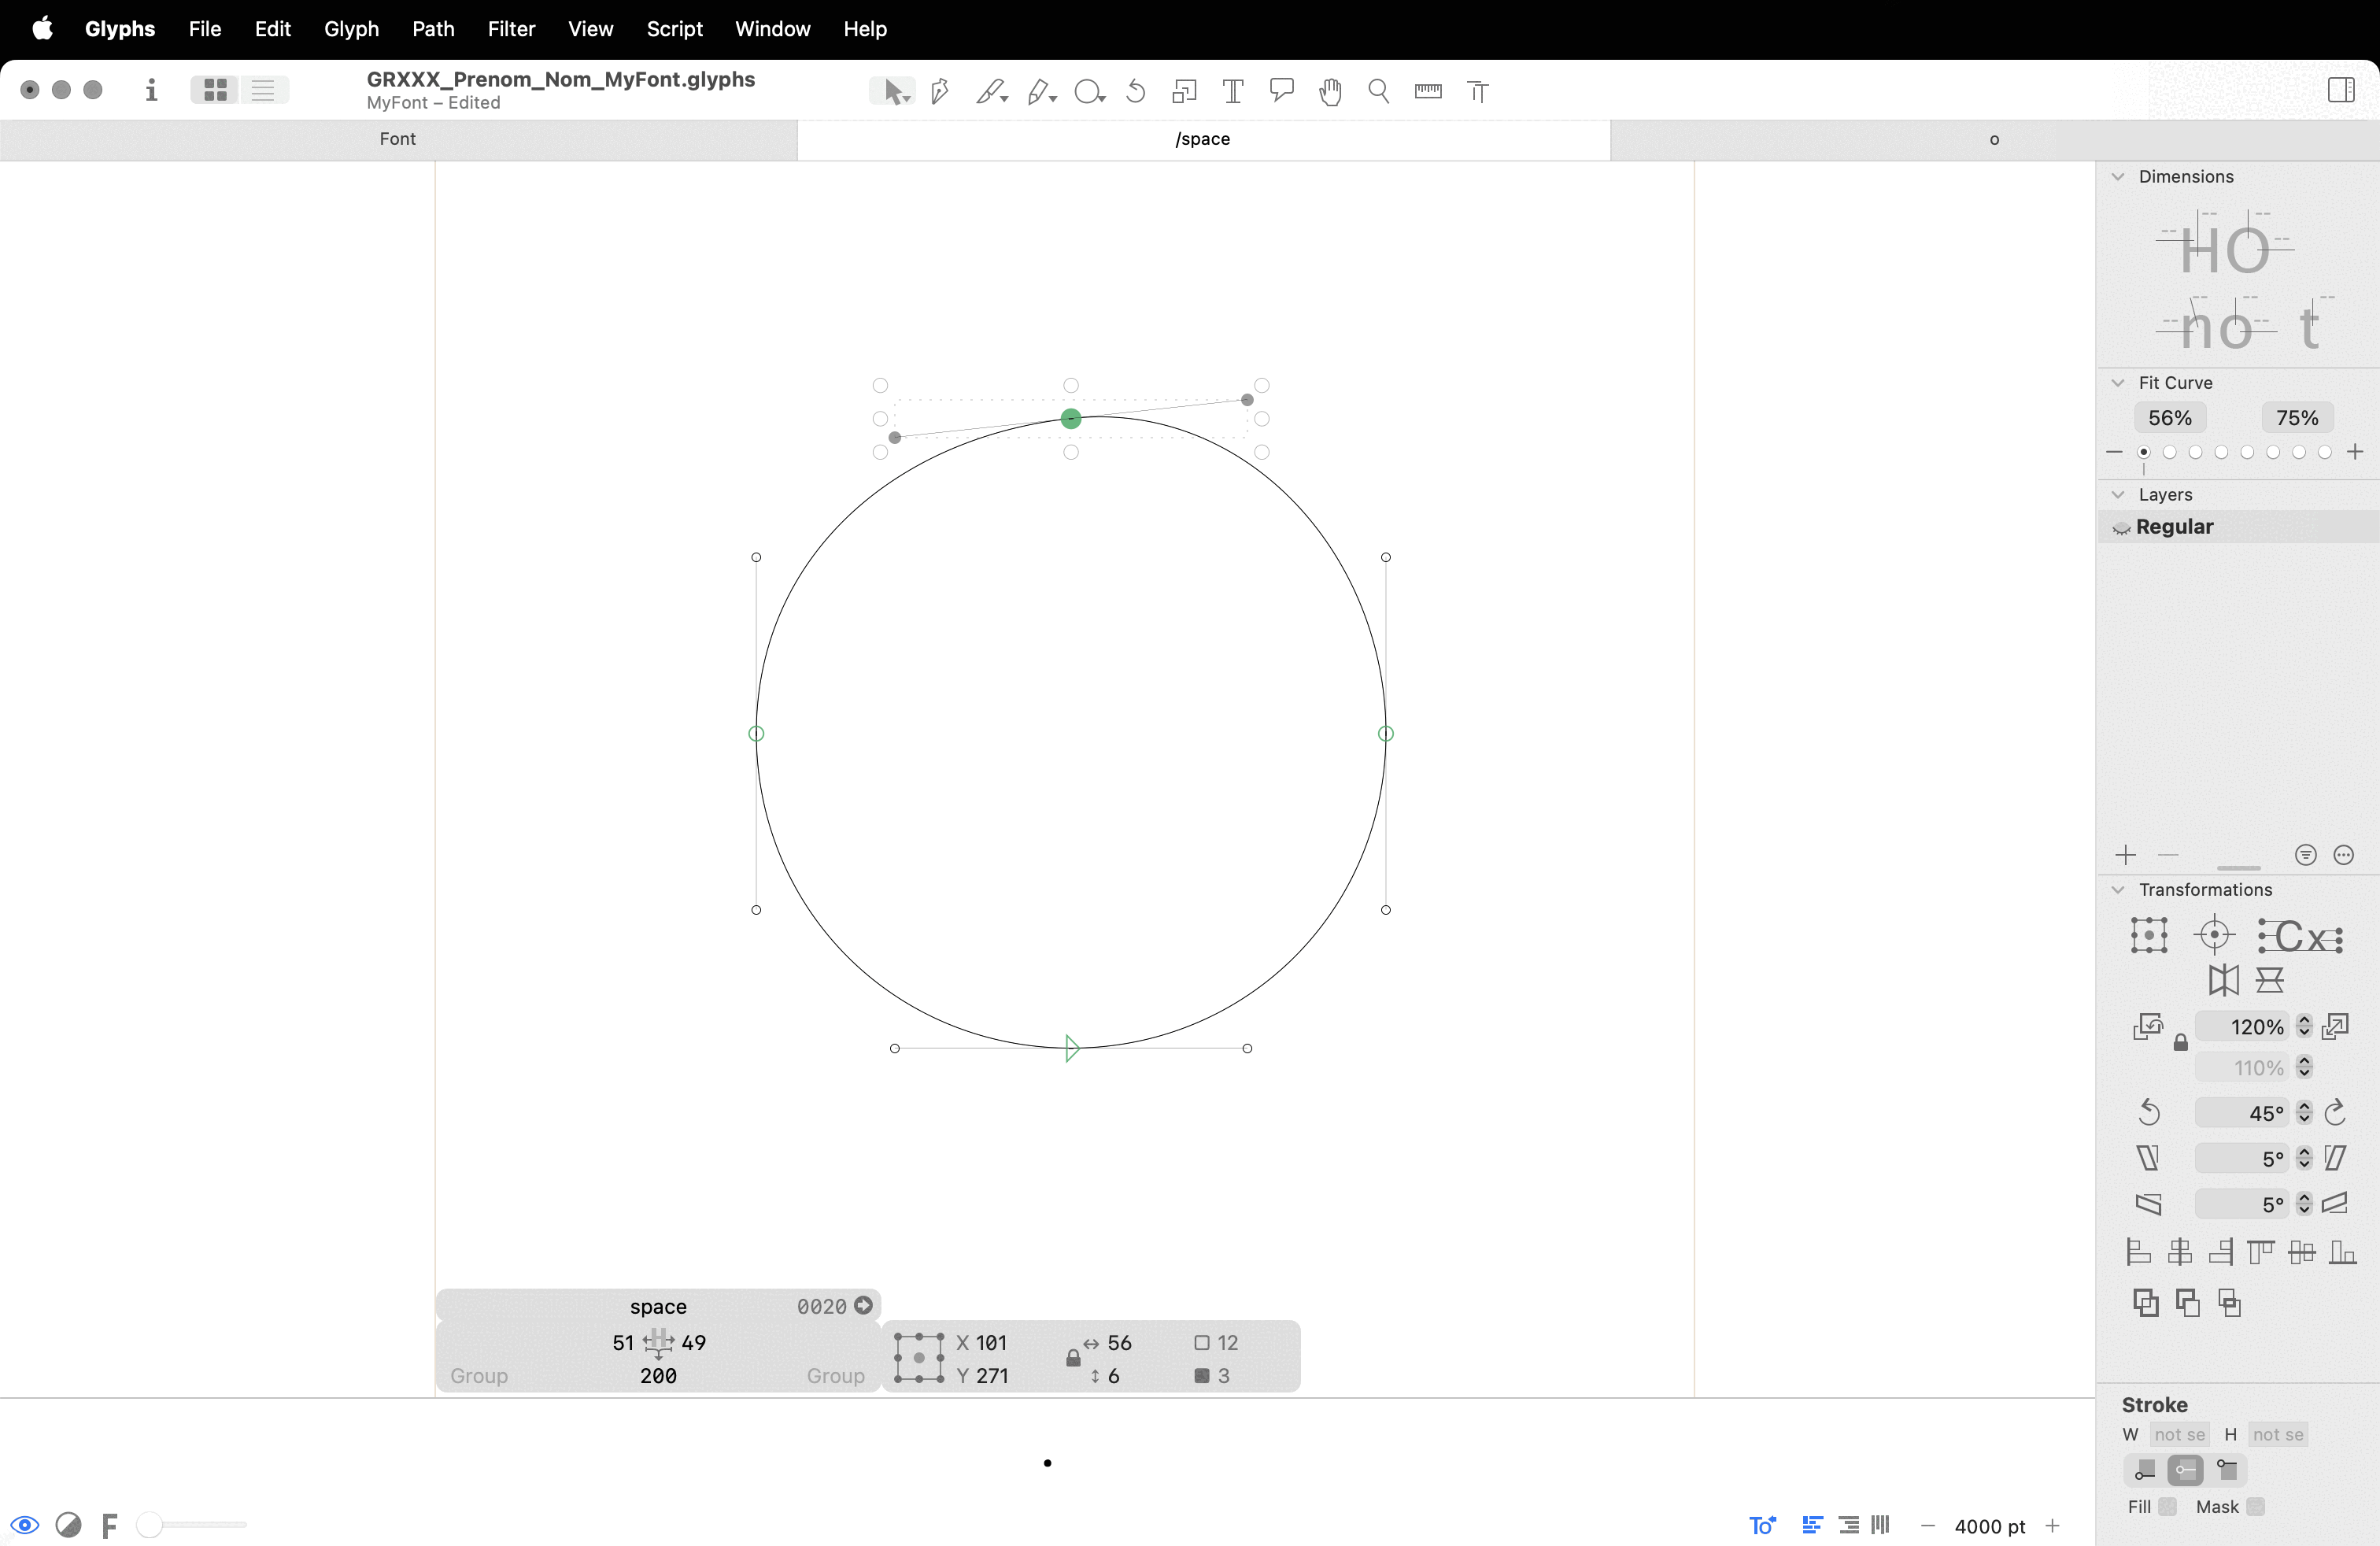 Glyphs File Edit Glyph Path Filter View Script Window Help
GRXXX_Prenom_Nom_MyFont.glyphs
MyFont – Edited
Font /space o
Dimensions
HO
no t
Fit Curve
56% 75%
Layers
Regular
Transformations
Cx
120%
110%
45°
5°
5°
space 0020
51 H 49
Group 200 Group
X 101 56 12
Y 271 6 3
Stroke
W not se H not se
Fill Mask
F
To 4000 pt